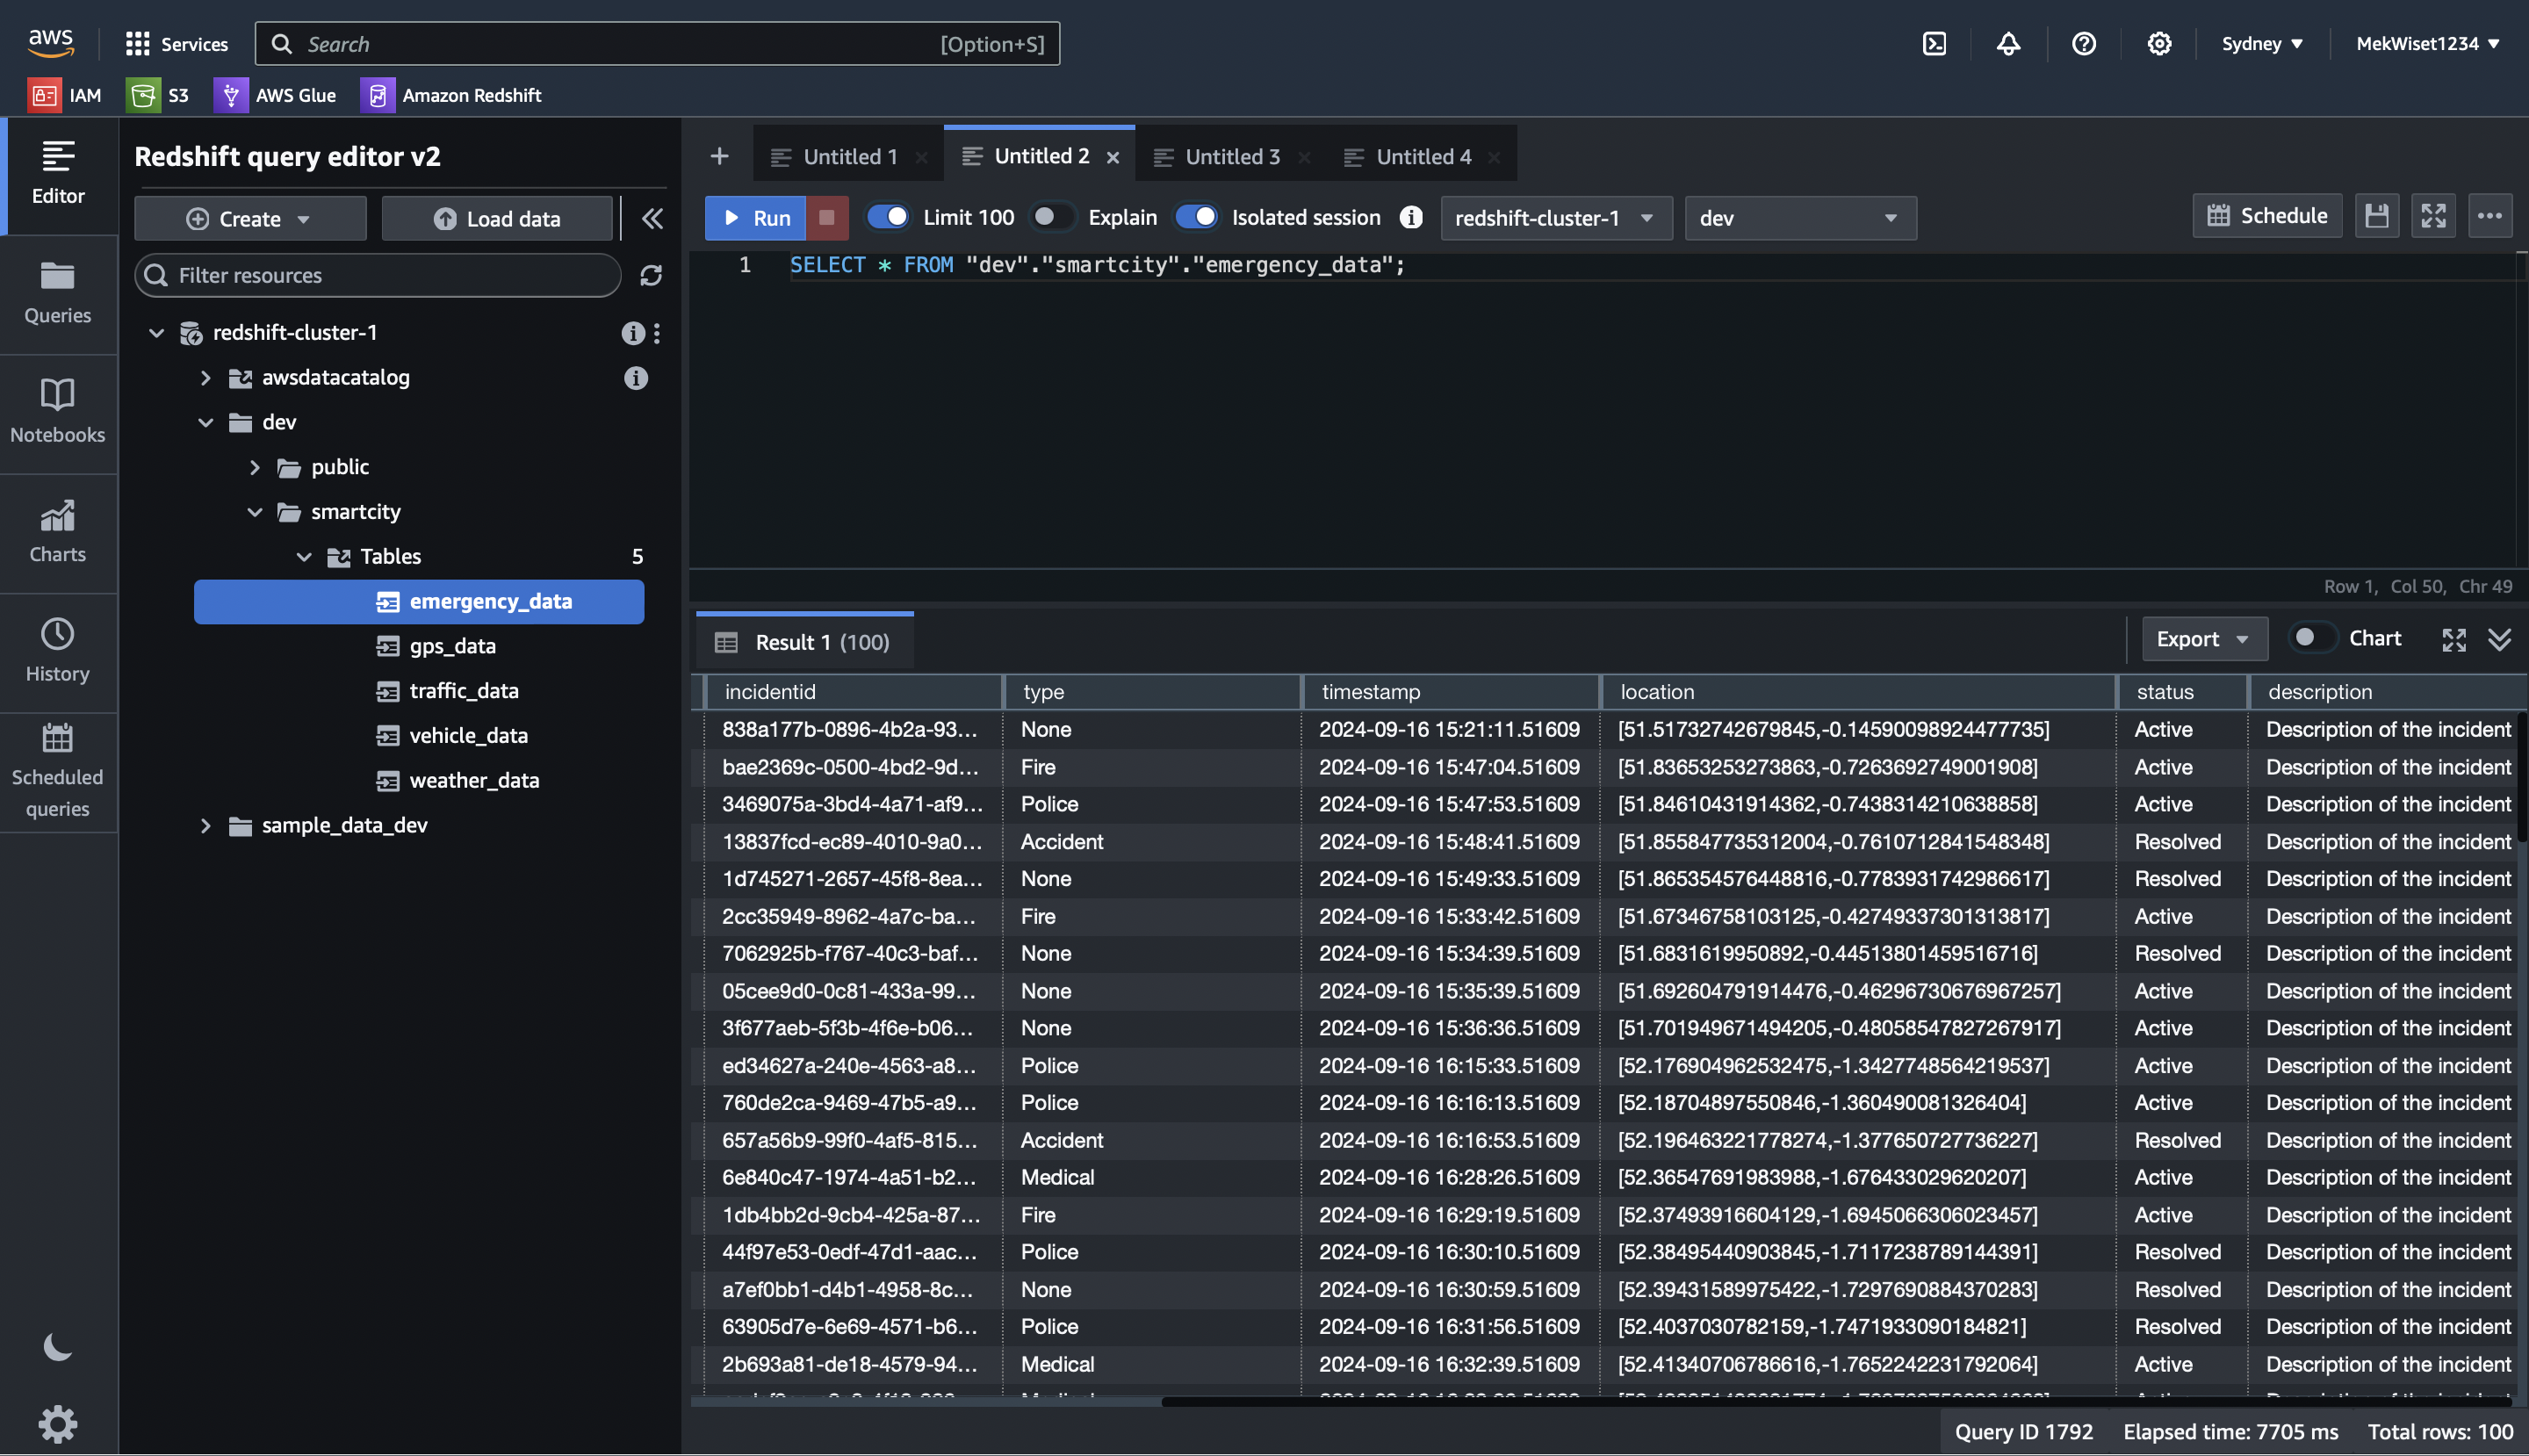 aws Services Search [Option+S] Sydney MekWiset1234
IAM S3 AWS Glue Amazon Redshift
Editor
Queries
Notebooks
Charts
History
Scheduled
queries
Redshift query editor v2
Create Load data
Filter resources
redshift-cluster-1
awsdatacatalog
dev
public
smartcity
Tables 5
emergency_data
gps_data
traffic_data
vehicle_data
weather_data
sample_data_dev
+ Untitled 1 Untitled 2 Untitled 3 Untitled 4
Run Limit 100 Explain Isolated session redshift-cluster-1 dev Schedule
1 SELECT * FROM "dev"."smartcity"."emergency_data";
Row 1, Col 50, Chr 49
Result 1 (100) Export Chart
incidentid type timestamp location status description
838a177b-0896-4b2a-93... None 2024-09-16 15:21:11.51609 [51.51732742679845,-0.14590098924477735] Active Description of the incident
bae2369c-0500-4bd2-9d... Fire 2024-09-16 15:47:04.51609 [51.83653253273863,-0.7263692749001908] Active Description of the incident
3469075a-3bd4-4a71-af9... Police 2024-09-16 15:47:53.51609 [51.84610431914362,-0.7438314210638858] Active Description of the incident
13837fcd-ec89-4010-9a0... Accident 2024-09-16 15:48:41.51609 [51.855847735312004,-0.7610712841548348] Resolved Description of the incident
1d745271-2657-45f8-8ea... None 2024-09-16 15:49:33.51609 [51.865354576448816,-0.7783931742986617] Resolved Description of the incident
2cc35949-8962-4a7c-ba... Fire 2024-09-16 15:33:42.51609 [51.67346758103125,-0.42749337301313817] Active Description of the incident
7062925b-f767-40c3-baf... None 2024-09-16 15:34:39.51609 [51.6831619950892,-0.44513801459516716] Resolved Description of the incident
05cee9d0-0c81-433a-99... None 2024-09-16 15:35:39.51609 [51.692604791914476,-0.46296730676967257] Active Description of the incident
3f677aeb-5f3b-4f6e-b06... None 2024-09-16 15:36:36.51609 [51.701949671494205,-0.48058547827267917] Active Description of the incident
ed34627a-240e-4563-a8... Police 2024-09-16 16:15:33.51609 [52.176904962532475,-1.3427748564219537] Active Description of the incident
760de2ca-9469-47b5-a9... Police 2024-09-16 16:16:13.51609 [52.18704897550846,-1.360490081326404] Active Description of the incident
657a56b9-99f0-4af5-815... Accident 2024-09-16 16:16:53.51609 [52.196463221778274,-1.377650727736227] Resolved Description of the incident
6e840c47-1974-4a51-b2... Medical 2024-09-16 16:28:26.51609 [52.36547691983988,-1.676433029620207] Active Description of the incident
1db4bb2d-9cb4-425a-87... Fire 2024-09-16 16:29:19.51609 [52.37493916604129,-1.6945066306023457] Active Description of the incident
44f97e53-0edf-47d1-aac... Police 2024-09-16 16:30:10.51609 [52.38495440903845,-1.7117238789144391] Resolved Description of the incident
a7ef0bb1-d4b1-4958-8c... None 2024-09-16 16:30:59.51609 [52.39431589975422,-1.7297690884370283] Resolved Description of the incident
63905d7e-6e69-4571-b6... Police 2024-09-16 16:31:56.51609 [52.4037030782159,-1.7471933090184821] Resolved Description of the incident
2b693a81-de18-4579-94... Medical 2024-09-16 16:32:39.51609 [52.41340706786616,-1.7652242231792064] Active Description of the incident
Query ID 1792 Elapsed time: 7705 ms Total rows: 100